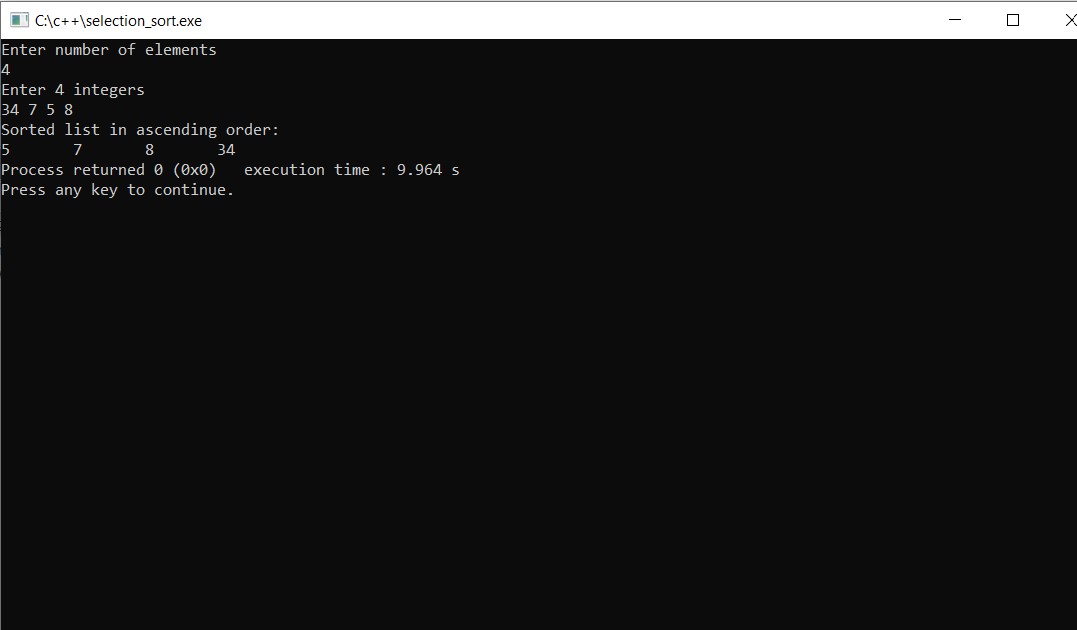 C:\c++\selection_sort.exe
Enter number of elements
4
Enter 4 integers
34 7 5 8
Sorted list in ascending order:
5       7       8       34
Process returned 0 (0x0)   execution time : 9.964 s
Press any key to continue.